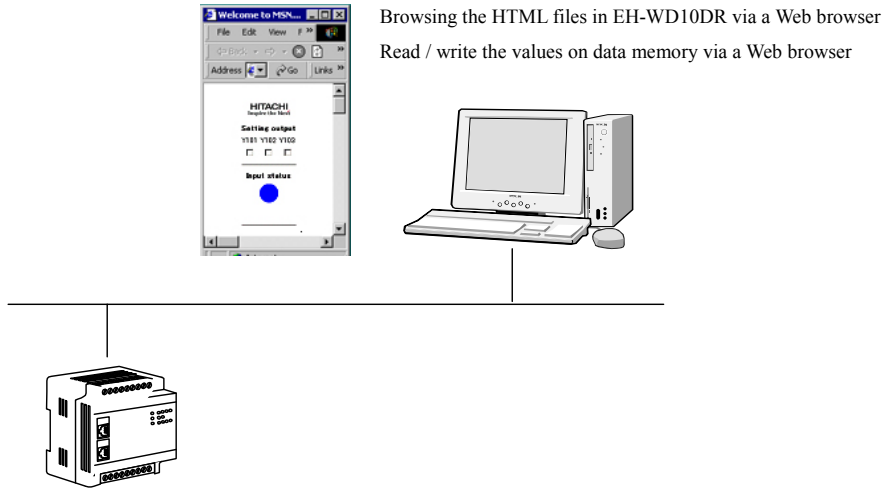 Welcome to MSN....
Browsing the HTML files in EH-WD10DR via a Web browser
File Edit View F »
Read / write the values on data memory via a Web browser
Back »
Address Go Links »
HITACHI
Inspire the Next
Setting output
Y101 Y102 Y103
Input status